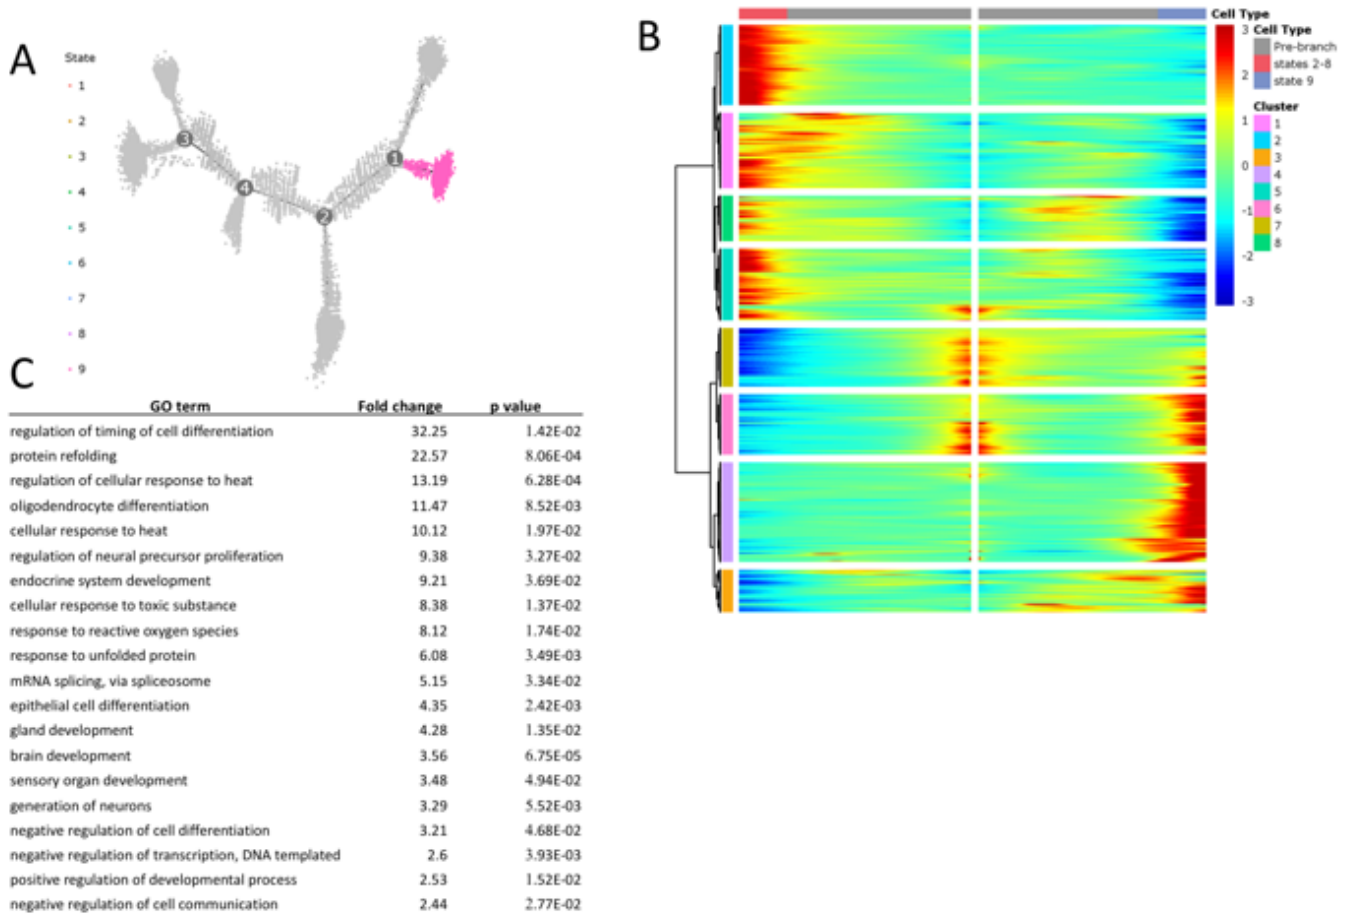 A
State
1
2
3
4
5
6
7
8
9
3
4
2
1
B
Cell Type
3
2
1
0
-1
-2
-3
Cell Type
Pre-branch
states 2-8
state 9
Cluster
1
2
3
4
5
6
7
8
C
GO term Fold change p value
regulation of timing of cell differentiation 32.25 1.42E-02
protein refolding 22.57 8.06E-04
regulation of cellular response to heat 13.19 6.28E-04
oligodendrocyte differentiation 11.47 8.52E-03
cellular response to heat 10.12 1.97E-02
regulation of neural precursor proliferation 9.38 3.27E-02
endocrine system development 9.21 3.69E-02
cellular response to toxic substance 8.38 1.37E-02
response to reactive oxygen species 8.12 1.74E-02
response to unfolded protein 6.08 3.49E-03
mRNA splicing, via spliceosome 5.15 3.34E-02
epithelial cell differentiation 4.35 2.42E-03
gland development 4.28 1.35E-02
brain development 3.56 6.75E-05
sensory organ development 3.48 4.94E-02
generation of neurons 3.29 5.52E-03
negative regulation of cell differentiation 3.21 4.68E-02
negative regulation of transcription, DNA templated 2.6 3.93E-03
positive regulation of developmental process 2.53 1.52E-02
negative regulation of cell communication 2.44 2.77E-02